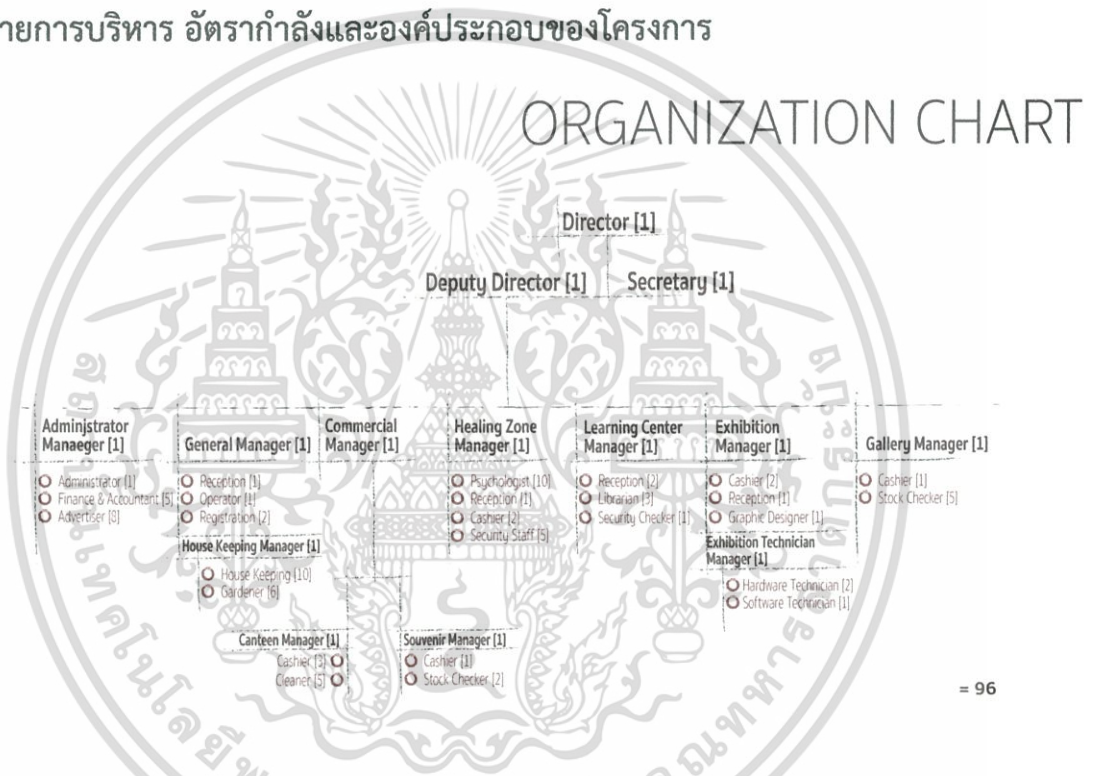 ายการบริหาร อัตรากำลังและองค์ประกอบของโครงการ
ORGANIZATION CHART
Director [1]
Deputy Director [1]
Secretary [1]
Adminjstrator
Manaeger [1]
Administrator [1]
Finance & Accountant [5]
Advertiser [8]
General Manager [1]
Reception [1]
Operator [1]
Registration [2]
House Keeping Manager [1]
House Keeping [10]
Gardener [6]
Commercial
Manager [1]
Canteen Manager [1]
Cashier [3]
Cleaner [5]
Souvenir Manager [1]
Cashier [1]
Stock Checker [2]
Healing Zone
Manager [1]
Psychologist [10]
Reception [1]
Cashier [2]
Security Staff [5]
Learning Center
Manager [1]
Reception [2]
Librarian [3]
Security Checker [1]
Exhibition
Manager [1]
Cashier [2]
Reception [1]
Graphic Designer [1]
Exhibition Technician
Manager [1]
Hardware Technician [2]
Software Technician [1]
Gallery Manager [1]
Cashier [1]
Stock Checker [5]
= 96